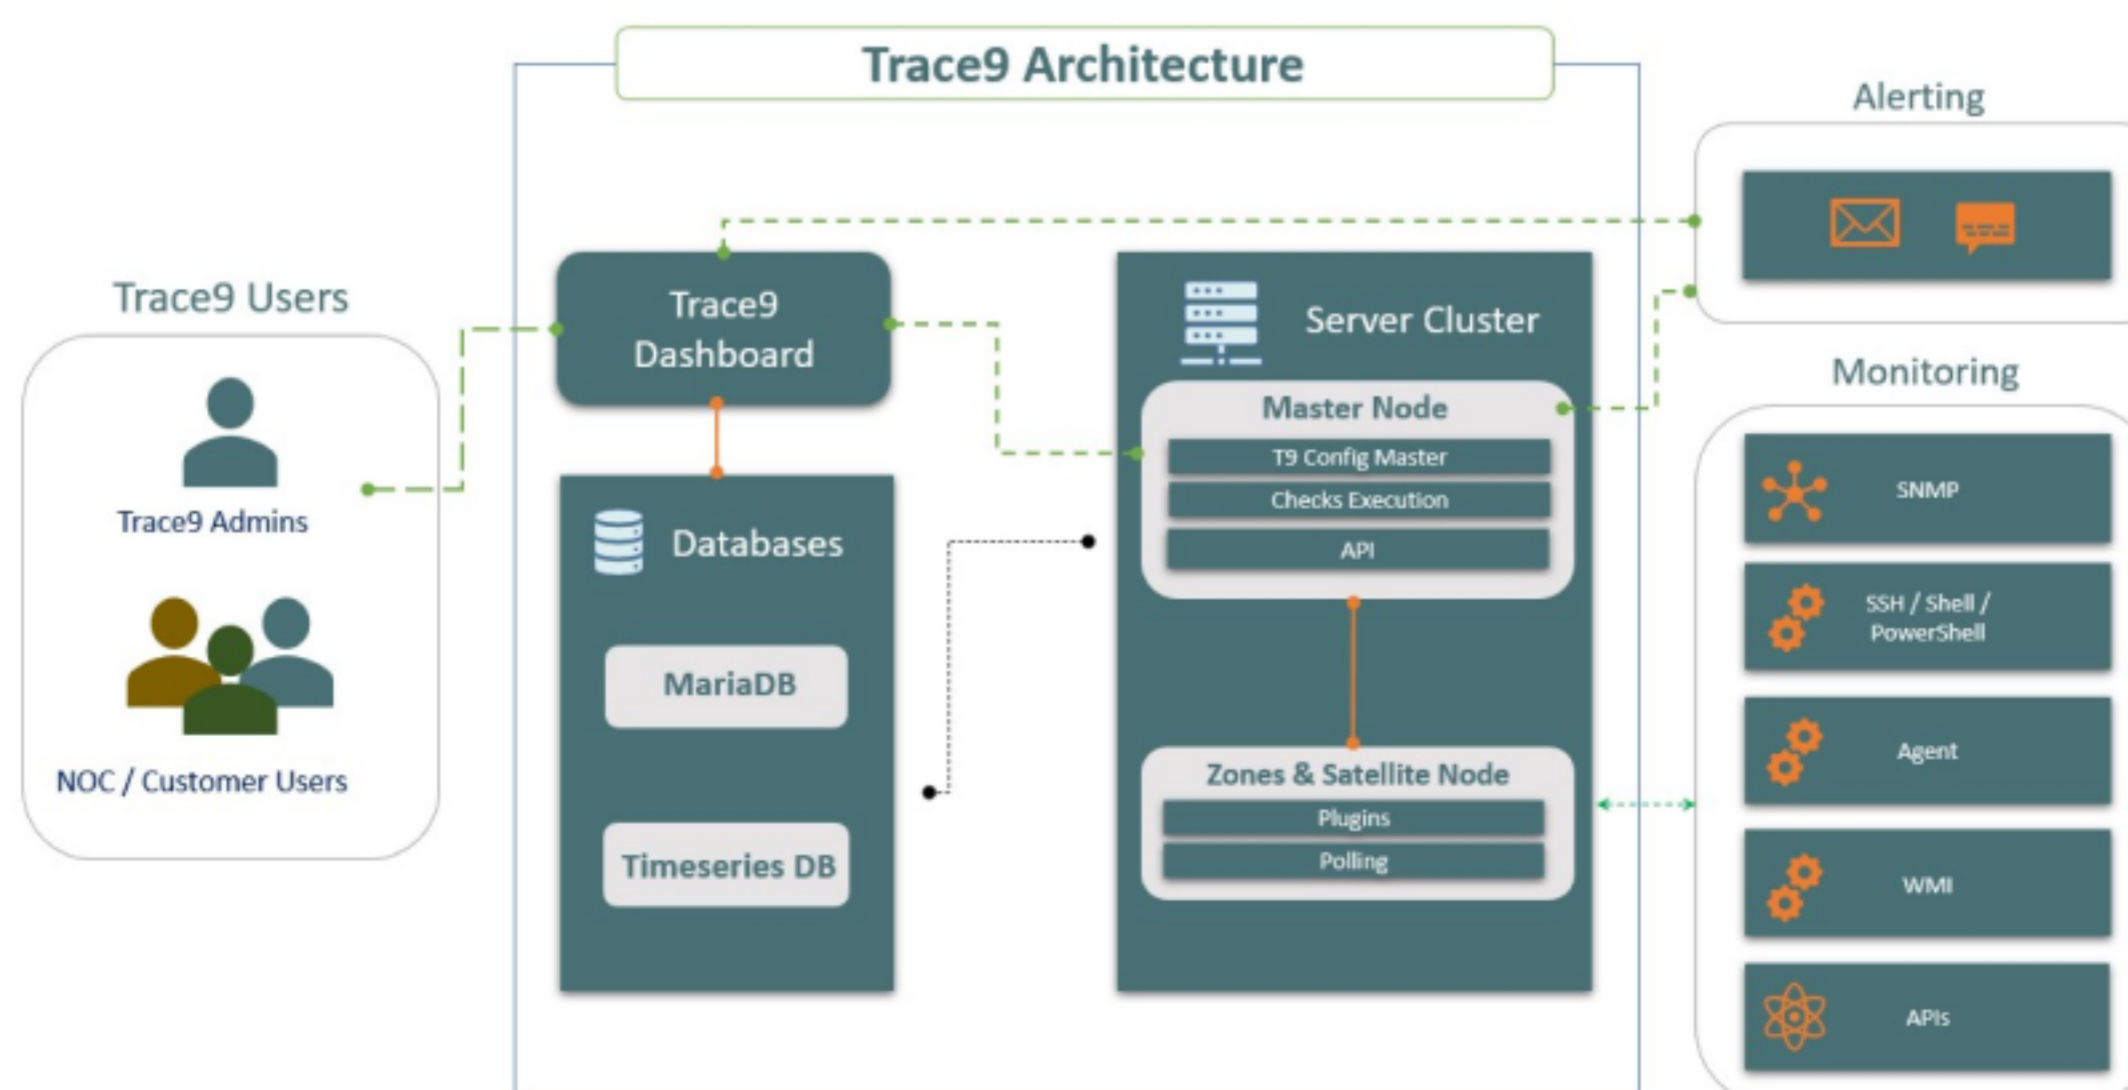 Trace9 Architecture
Trace9 Users
Trace9 Admins
NOC / Customer Users
Trace9
Dashboard
Databases
MariaDB
Timeseries DB
Server Cluster
Master Node
T9 Config Master
Checks Execution
API
Zones & Satellite Node
Plugins
Polling
Alerting
Monitoring
SNMP
SSH / Shell /
PowerShell
Agent
WMI
APIs